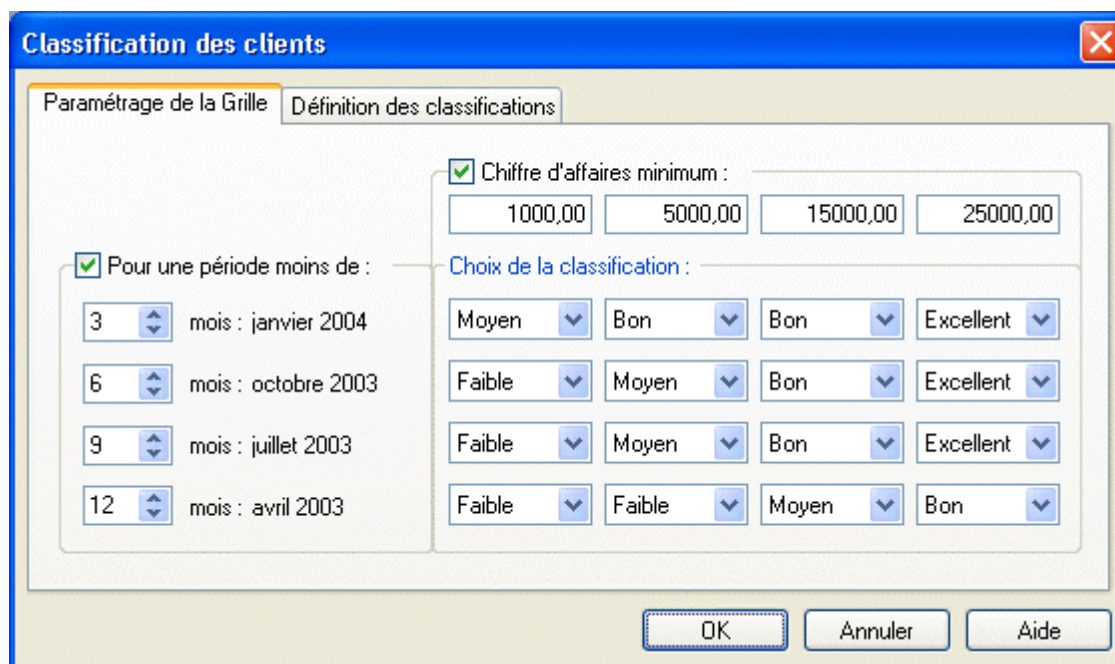 Classification des clients
Paramétrage de la Grille
Définition des classifications
Chiffre d'affaires minimum :
1000,00 5000,00 15000,00 25000,00
Pour une période moins de :
Choix de la classification :
3 mois : janvier 2004 Moyen Bon Bon Excellent
6 mois : octobre 2003 Faible Moyen Bon Excellent
9 mois : juillet 2003 Faible Moyen Bon Excellent
12 mois : avril 2003 Faible Faible Moyen Bon
OK Annuler Aide